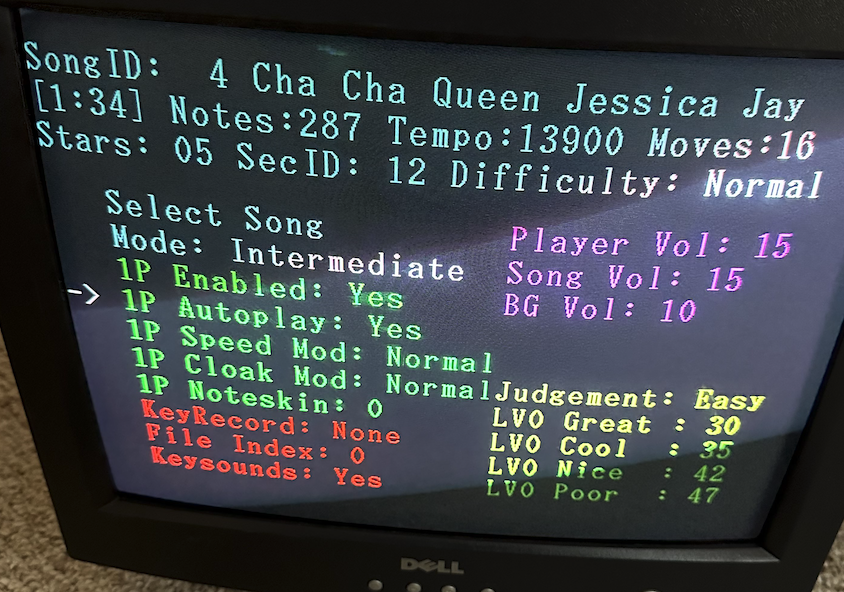 SongID:  4 Cha Cha Queen Jessica Jay
[1:34] Notes:287 Tempo:13900 Moves:16
Stars: 05 SecID: 12 Difficulty: Normal
Select Song
Mode: Intermediate
-> 1P Enabled: Yes
1P Autoplay: Yes
1P Speed Mod: Normal
1P Cloak Mod: Normal
1P Noteskin: 0
KeyRecord: None
File Index: 0
Keysounds: Yes
Player Vol: 15
Song Vol: 15
BG Vol: 10
Judgement: Easy
LV0 Great : 30
LV0 Cool  : 35
LV0 Nice  : 42
LV0 Poor  : 47
DELL